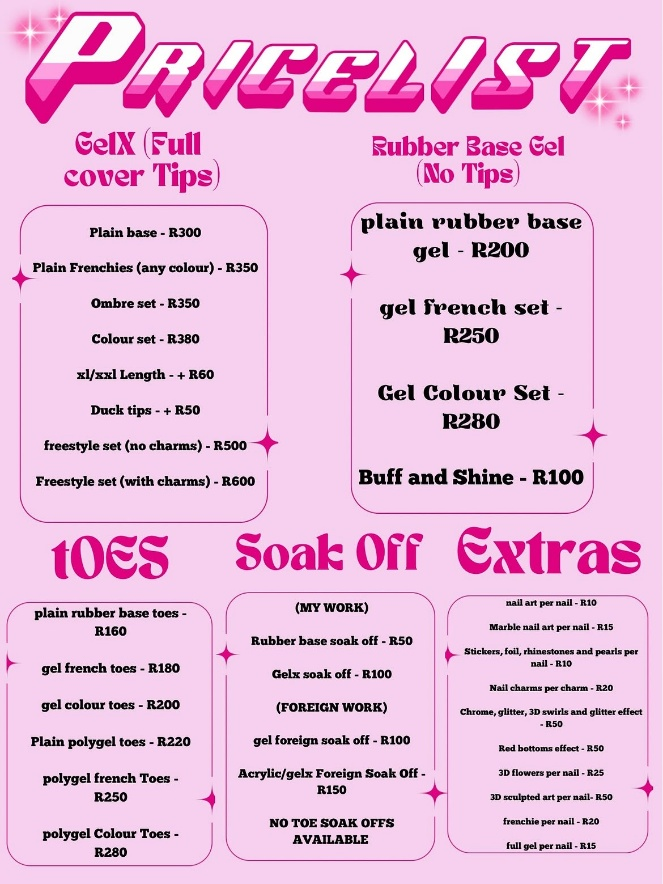 PRICELIST
GelX (Full
cover Tips)
Plain base - R300
Plain Frenchies (any colour) - R350
Ombre set - R350
Colour set - R380
xl/xxl Length - + R60
Duck tips - + R50
freestyle set (no charms) - R500
Freestyle set (with charms) - R600
Rubber Base Gel
(No Tips)
plain rubber base
gel - R200
gel french set -
R250
Gel Colour Set -
R280
Buff and Shine - R100
tOES
plain rubber base toes -
R160
gel french toes - R180
gel colour toes - R200
Plain polygel toes - R220
polygel french Toes -
R250
polygel Colour Toes -
R280
Soak Off
(MY WORK)
Rubber base soak off - R50
Gelx soak off - R100
(FOREIGN WORK)
gel foreign soak off - R100
Acrylic/gelx Foreign Soak Off -
R150
NO TOE SOAK OFFS
AVAILABLE
Extras
nail art per nail - R10
Marble nail art per nail - R15
Stickers, foil, rhinestones and pearls per
nail - R10
Nail charms per charm - R20
Chrome, glitter, 3D swirls and glitter effect
- R50
Red bottoms effect - R50
3D flowers per nail - R25
3D sculpted art per nail- R50
frenchie per nail - R20
full gel per nail - R15